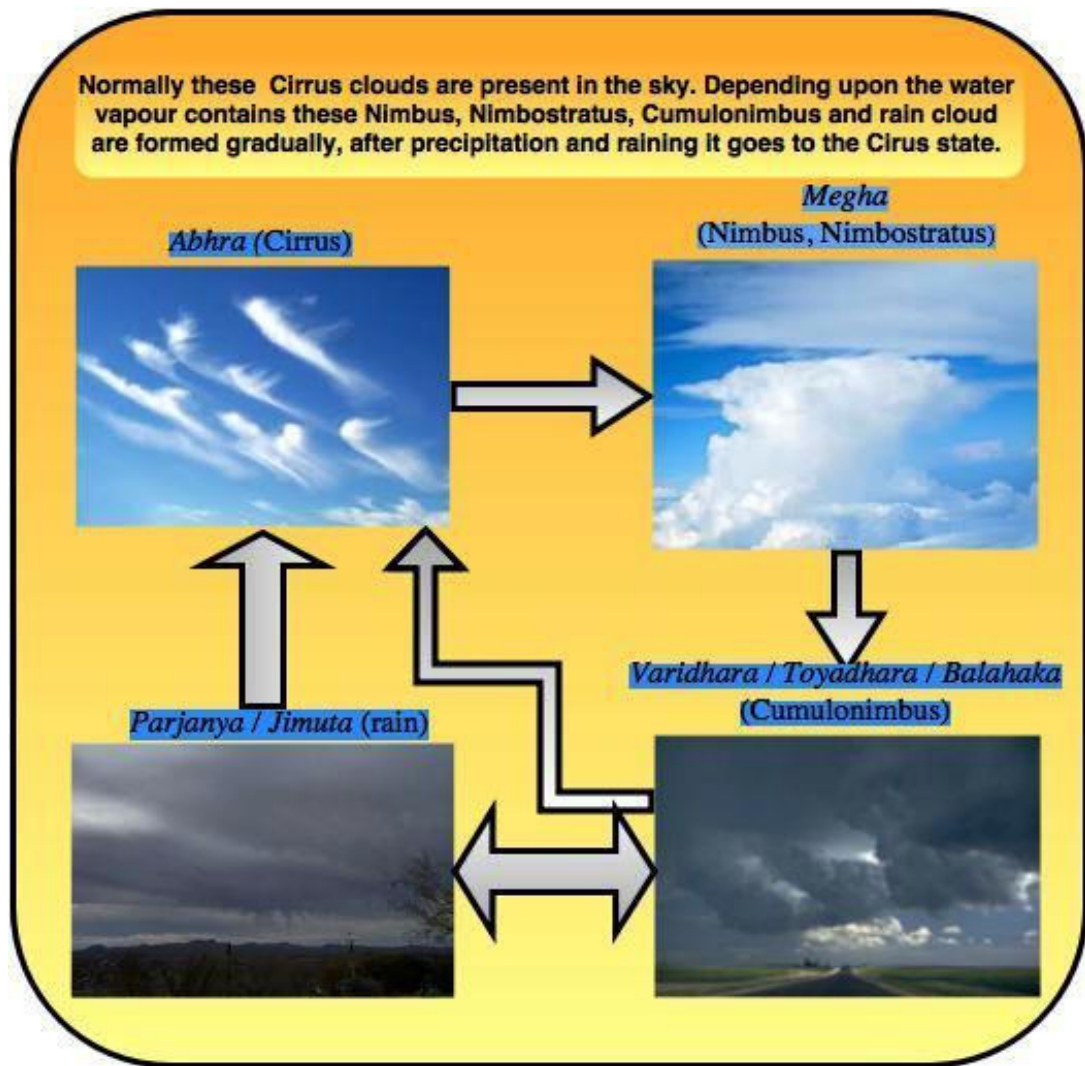 Normally these Cirrus clouds are present in the sky. Depending upon the water
vapour contains these Nimbus, Nimbostratus, Cumulonimbus and rain cloud
are formed gradually, after precipitation and raining it goes to the Cirus state.
Abhra (Cirrus)
Megha
(Nimbus, Nimbostratus)
Parjanya / Jimuta (rain)
Varidhara / Toyadhara / Balahaka
(Cumulonimbus)